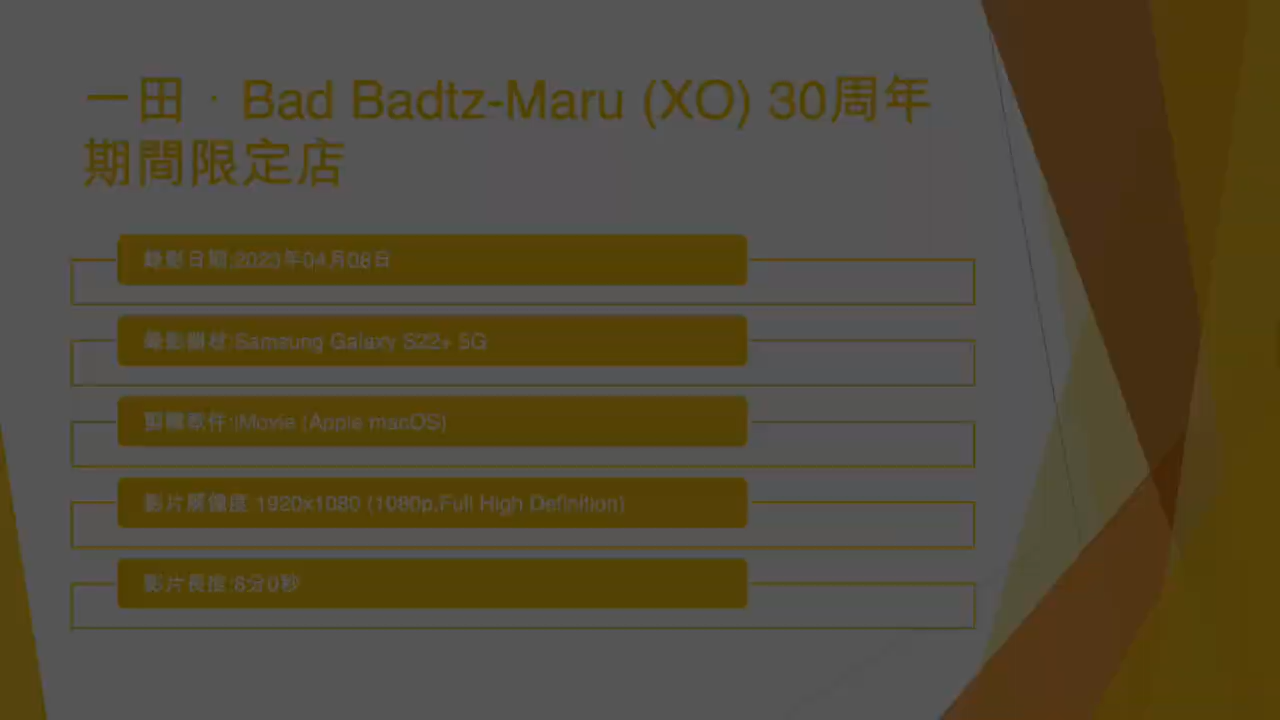 一田 · Bad Badtz-Maru (XO) 30周年
期間限定店
錄影日期:2023年04月08日
錄影器材:Samsung Galaxy S22+ 5G
剪輯軟件:iMovie (Apple macOS)
影片解像度:1920x1080 (1080p,Full High Definition)
影片長度:8分0秒